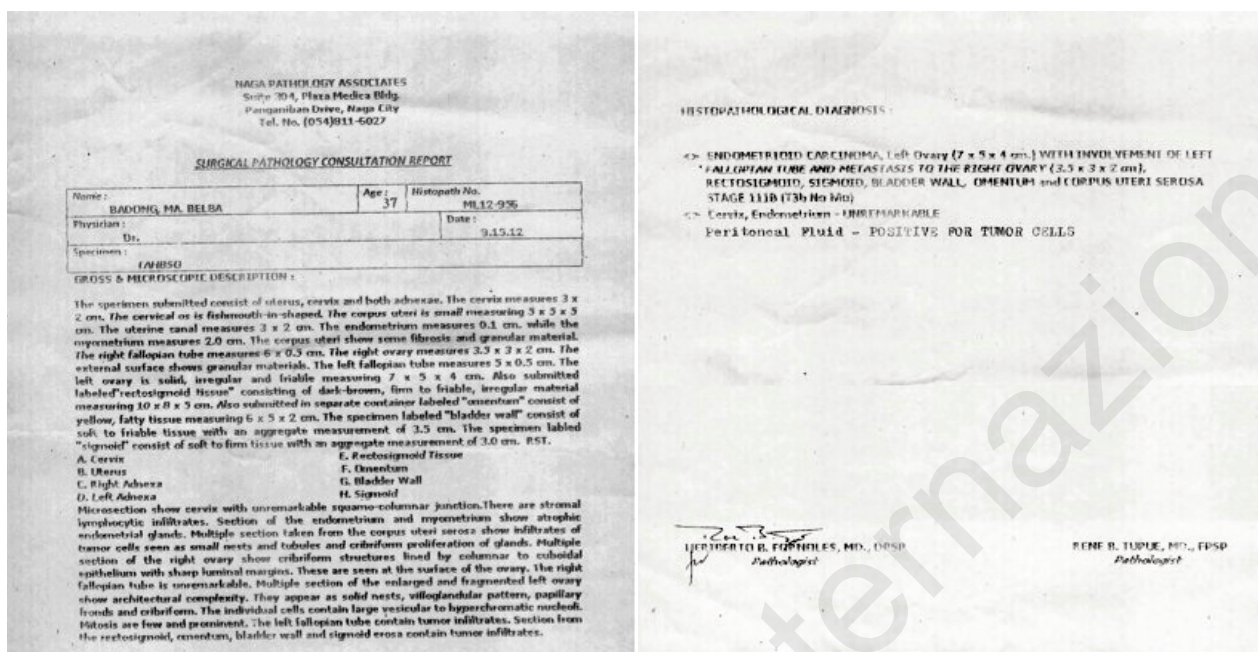 NAGA PATHOLOGY ASSOCIATES
Suite 304, Plaza Medica Bldg.
Panganiban Drive, Naga City
Tel. No. (054)811-6027
SURGICAL PATHOLOGY CONSULTATION REPORT
Name : BADONG, MA. BELBA
Age : 37
Histopath No. ML12-956
Physician : Dr.
Date : 9.15.12
Specimen : TAHBSO
GROSS & MICROSCOPIC DESCRIPTION :
The specimen submitted consist of uterus, cervix and both adnexae. The cervix measures 3 x
2 cm. The cervical os is fishmouth-in-shaped. The corpus uteri is small measuring 5 x 5 x 5
cm. The uterine canal measures 3 x 2 cm. The endometrium measures 0.1 cm. while the
myometrium measures 2.0 cm. The corpus uteri show some fibrosis and granular material.
The right fallopian tube measures 6 x 0.5 cm. The right ovary measures 3.5 x 3 x 2 cm. The
external surface shows granular materials. The left fallopian tube measures 5 x 0.5 cm. The
left ovary is solid, irregular and friable measuring 7 x 5 x 4 cm. Also submitted
labeled"rectosigmoid tissue" consisting of dark-brown, firm to friable, irregular material
measuring 10 x 8 x 5 cm. Also submitted in separate container labeled "omentum" consist of
yellow, fatty tissue measuring 6 x 5 x 2 cm. The specimen labeled "bladder wall" consist of
soft to friable tissue with an aggregate measurement of 3.5 cm. The specimen labled
"sigmoid" consist of soft to firm tissue with an aggregate measurement of 3.0 cm. RST.
A. Cervix
B. Uterus
C. Right Adnexa
D. Left Adnexa
E. Rectosigmoid Tissue
F. Omentum
G. Bladder Wall
H. Sigmoid
Microsection show cervix with unremarkable squamo-columnar junction.There are stromal
lymphocytic infiltrates. Section of the endometrium and myometrium show atrophic
endometrial glands. Multiple section taken from the corpus uteri serosa show infiltrates of
tumor cells seen as small nests and tubules and cribriform proliferation of glands. Multiple
section of the right ovary show cribriform structures lined by columnar to cuboidal
epithelium with sharp luminal margins. These are seen at the surface of the ovary. The right
fallopian tube is unremarkable. Multiple section of the enlarged and fragmented left ovary
show architectural complexity. They appear as solid nests, villoglandular pattern, papillary
fronds and cribriform. The individual cells contain large vesicular to hyperchromatic nucleoli.
Mitosis are few and prominent. The left fallopian tube contain tumor infiltrates. Section from
the rectosigmoid, omentum, bladder wall and sigmoid erosa contain tumor infiltrates.
HISTOPATHOLOGICAL DIAGNOSIS :
<> ENDOMETRIOID CARCINOMA, Left Ovary (7 x 5 x 4 cm.) WITH INVOLVEMENT OF LEFT
FALLOPIAN TUBE AND METASTASIS TO THE RIGHT OVARY (3.5 x 3 x 2 cm),
RECTOSIGMOID, SIGMOID, BLADDER WALL, OMENTUM and CORPUS UTERI SEROSA
STAGE 111B (T3b No Mo)
<> Cervix, Endometrium - UNREMARKABLE
Peritoneal Fluid - POSITIVE FOR TUMOR CELLS
B. MD., DPSP
Pathologist
RENE R. MD., FPSP
Pathologist
ternazion